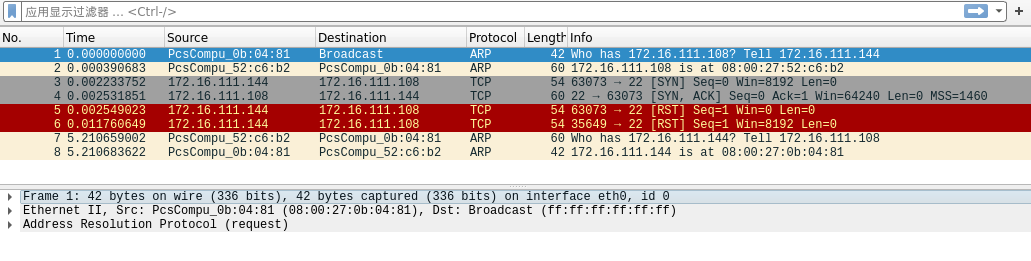 应用显示过滤器 … <Ctrl-/>
No. Time Source Destination Protocol Length Info
1 0.000000000 PcsCompu_0b:04:81 Broadcast ARP 42 Who has 172.16.111.108? Tell 172.16.111.144
2 0.000390683 PcsCompu_52:c6:b2 PcsCompu_0b:04:81 ARP 60 172.16.111.108 is at 08:00:27:52:c6:b2
3 0.002233752 172.16.111.144 172.16.111.108 TCP 54 63073 → 22 [SYN] Seq=0 Win=8192 Len=0
4 0.002531851 172.16.111.108 172.16.111.144 TCP 60 22 → 63073 [SYN, ACK] Seq=0 Ack=1 Win=64240 Len=0 MSS=1460
5 0.002549023 172.16.111.144 172.16.111.108 TCP 54 63073 → 22 [RST] Seq=1 Win=0 Len=0
6 0.011760649 172.16.111.144 172.16.111.108 TCP 54 35649 → 22 [RST] Seq=1 Win=8192 Len=0
7 5.210659002 PcsCompu_52:c6:b2 PcsCompu_0b:04:81 ARP 60 Who has 172.16.111.144? Tell 172.16.111.108
8 5.210683622 PcsCompu_0b:04:81 PcsCompu_52:c6:b2 ARP 42 172.16.111.144 is at 08:00:27:0b:04:81
Frame 1: 42 bytes on wire (336 bits), 42 bytes captured (336 bits) on interface eth0, id 0
Ethernet II, Src: PcsCompu_0b:04:81 (08:00:27:0b:04:81), Dst: Broadcast (ff:ff:ff:ff:ff:ff)
Address Resolution Protocol (request)